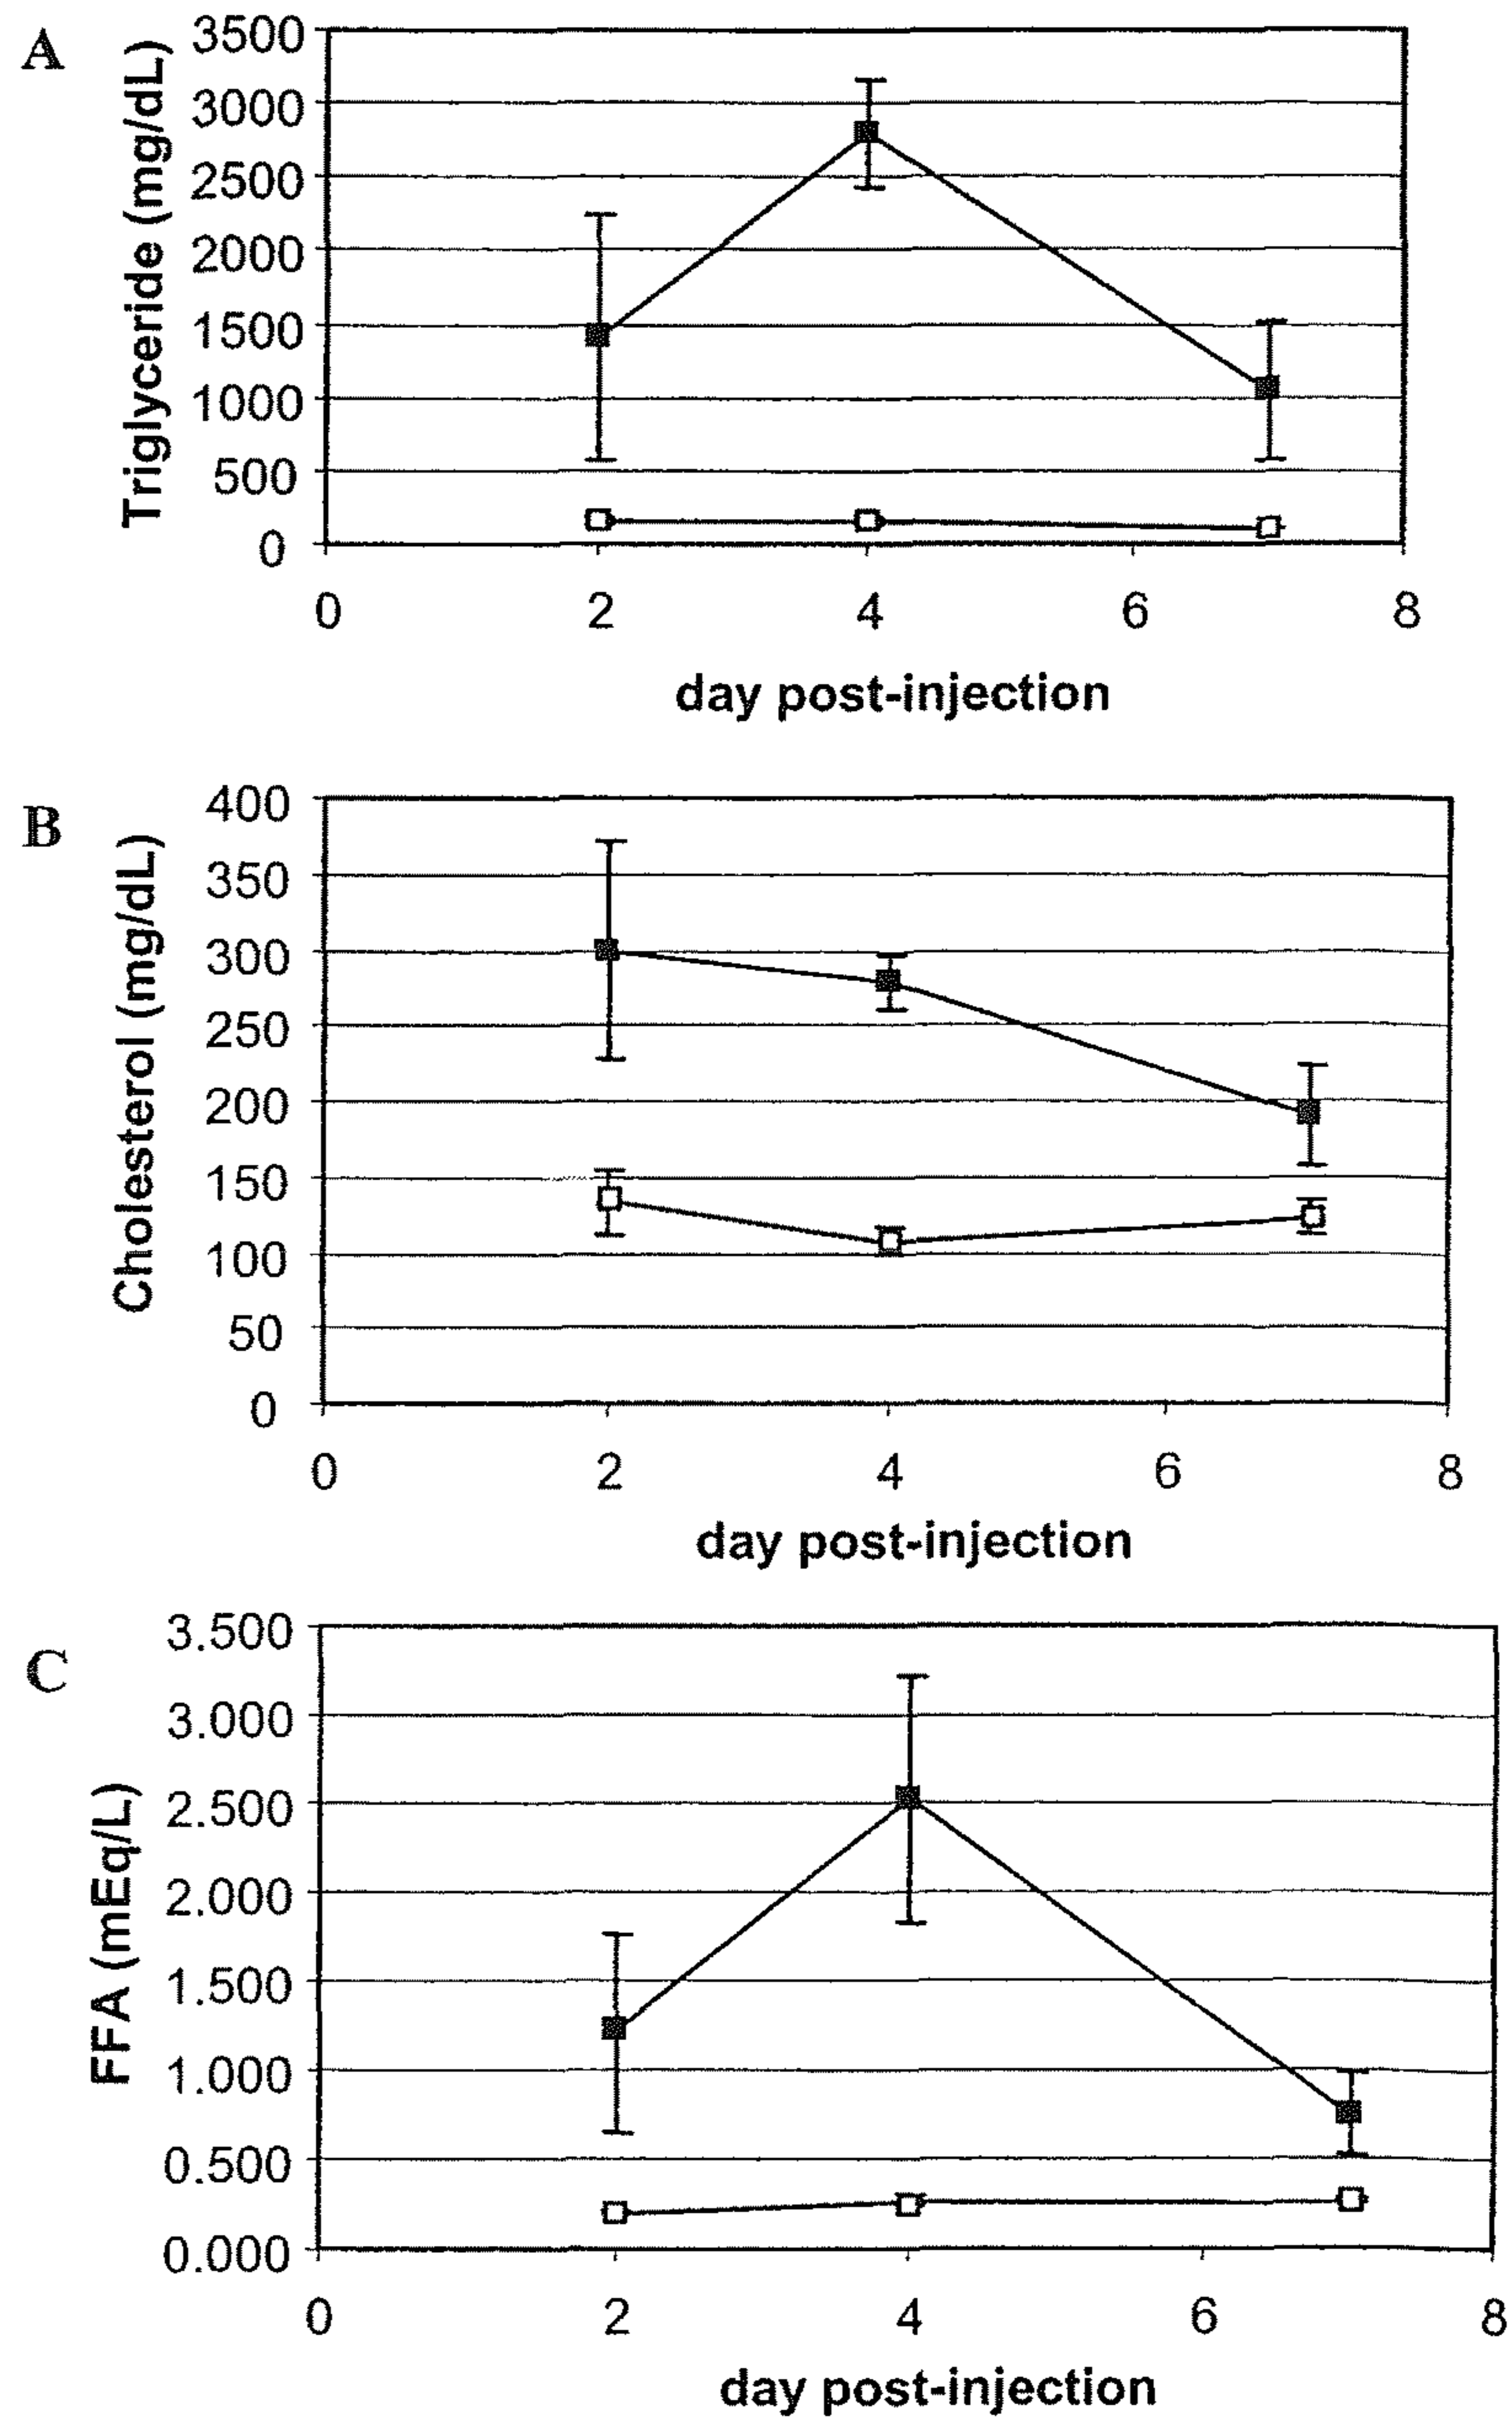 A
Triglyceride (mg/dL)
3500
3000
2500
2000
1500
1000
500
0
0 2 4 6 8
day post-injection
B
Cholesterol (mg/dL)
400
350
300
250
200
150
100
50
0
0 2 4 6 8
day post-injection
C
FFA (mEq/L)
3.500
3.000
2.500
2.000
1.500
1.000
0.500
0.000
0 2 4 6 8
day post-injection